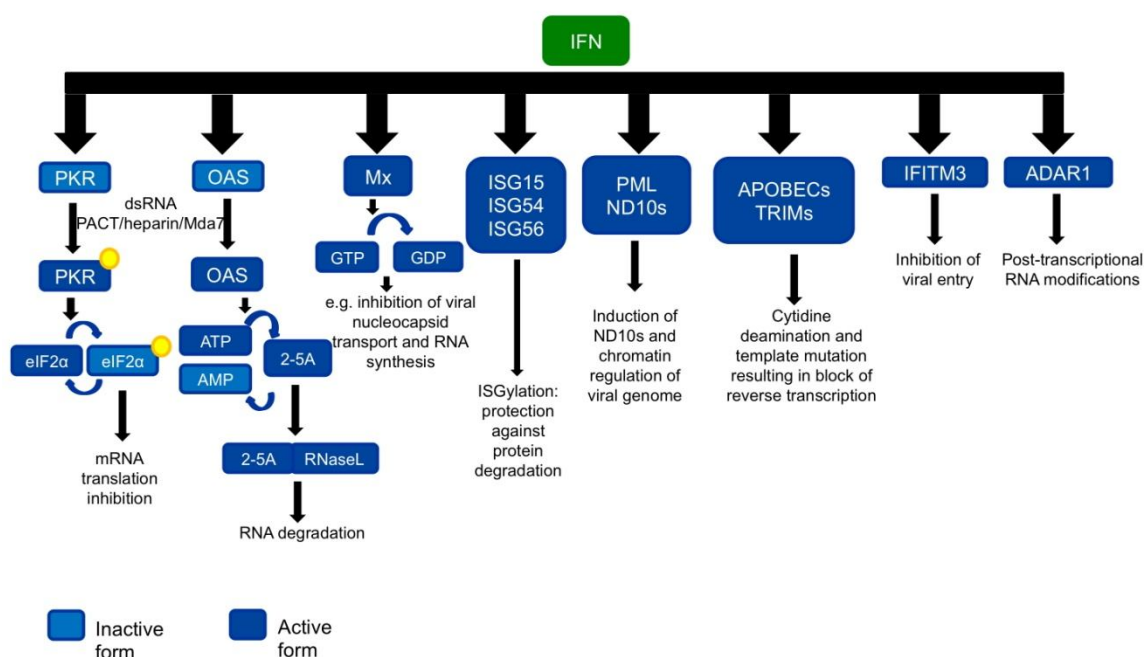 IFN
PKR
OAS
Mx
ISG15
ISG54
ISG56
PML
ND10s
APOBECs
TRIMs
IFITM3
ADAR1
dsRNA
PACT/heparin/Mda7
PKR
OAS
GTP
GDP
Inhibition of
viral entry
Post-transcriptional
RNA modifications
e.g. inhibition of viral
nucleocapsid
transport and RNA
synthesis
Induction of
ND10s and
chromatin
regulation of
viral genome
Cytidine
deamination and
template mutation
resulting in block of
reverse transcription
eIF2α
eIF2α
ATP
2-5A
AMP
ISGylation:
protection
against
protein
degradation
mRNA
translation
inhibition
2-5A
RNaseL
RNA degradation
Inactive
form
Active
form